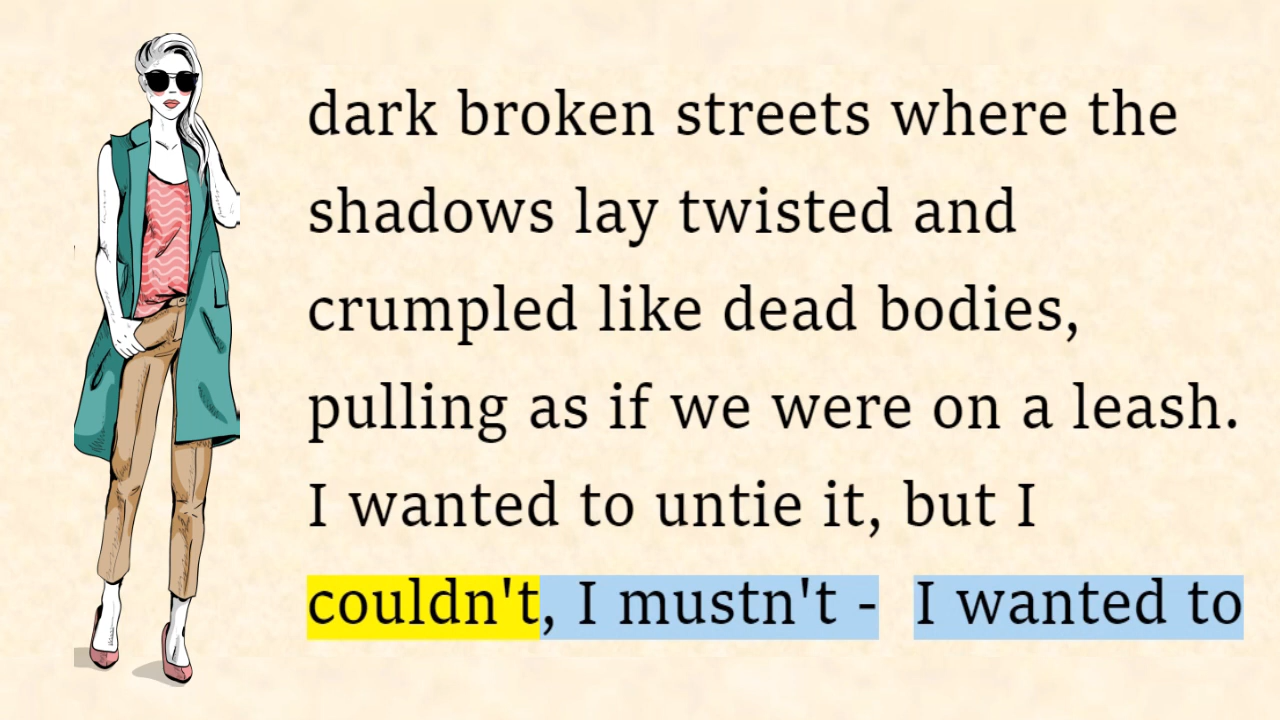 dark broken streets where the
shadows lay twisted and
crumpled like dead bodies,
pulling as if we were on a leash.
I wanted to untie it, but I
couldn't, I mustn't - I wanted to